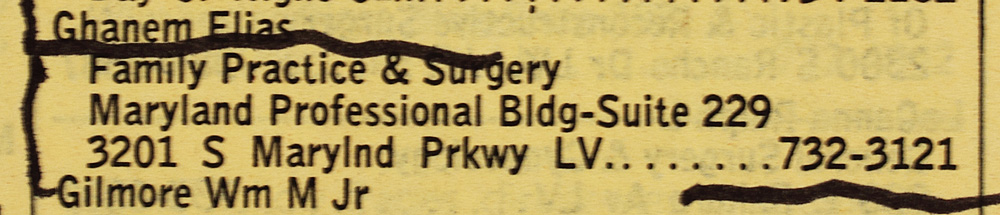 Ghanem Elias
Family Practice & Surgery
Maryland Professional Bldg-Suite 229
3201 S Marylnd Prkwy LV........732-3121
Gilmore Wm M Jr